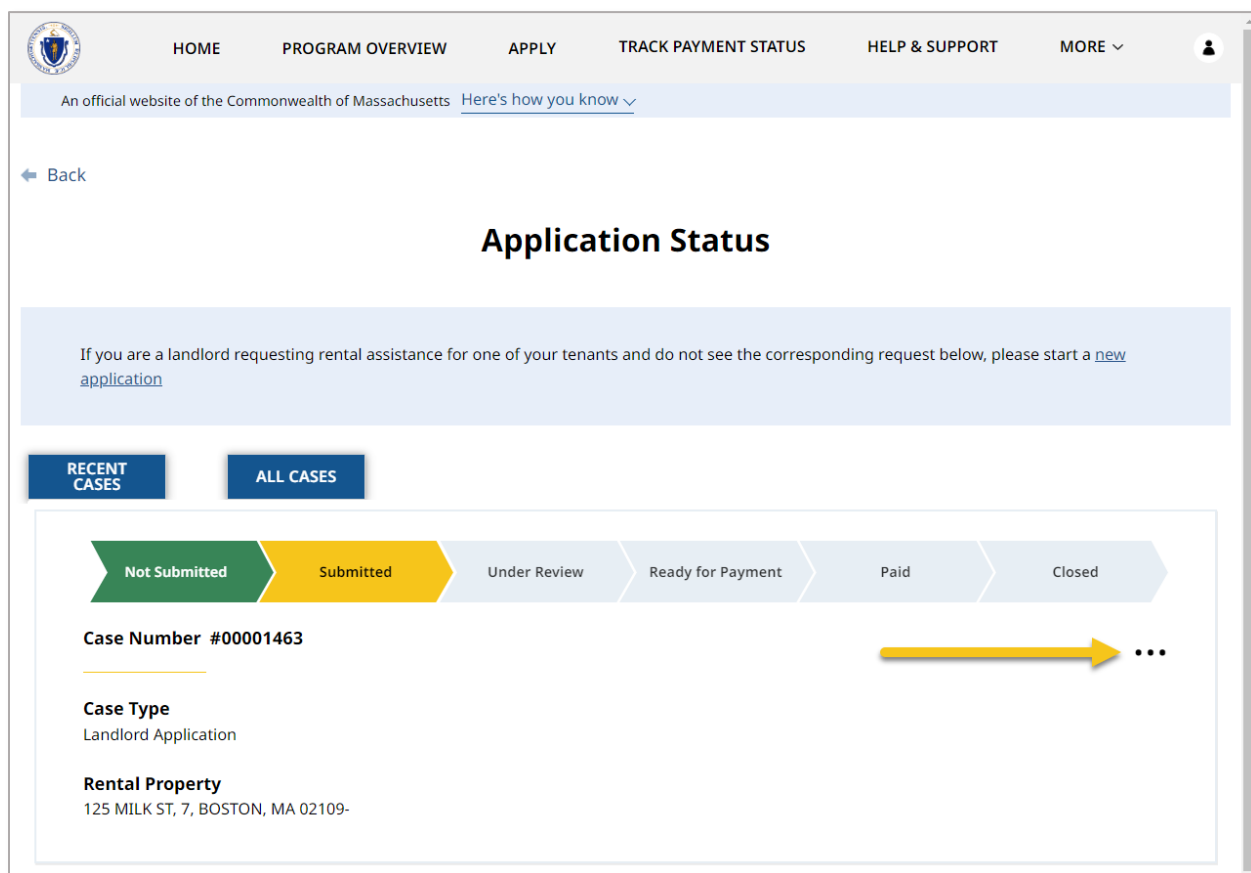 HOME PROGRAM OVERVIEW APPLY TRACK PAYMENT STATUS HELP & SUPPORT MORE
An official website of the Commonwealth of Massachusetts Here's how you know
Back
Application Status
If you are a landlord requesting rental assistance for one of your tenants and do not see the corresponding request below, please start a new
application
RECENT
CASES
ALL CASES
Not Submitted Submitted Under Review Ready for Payment Paid Closed
Case Number #00001463
Case Type
Landlord Application
Rental Property
125 MILK ST, 7, BOSTON, MA 02109-